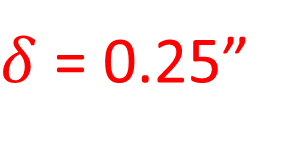 δ = 0.25”